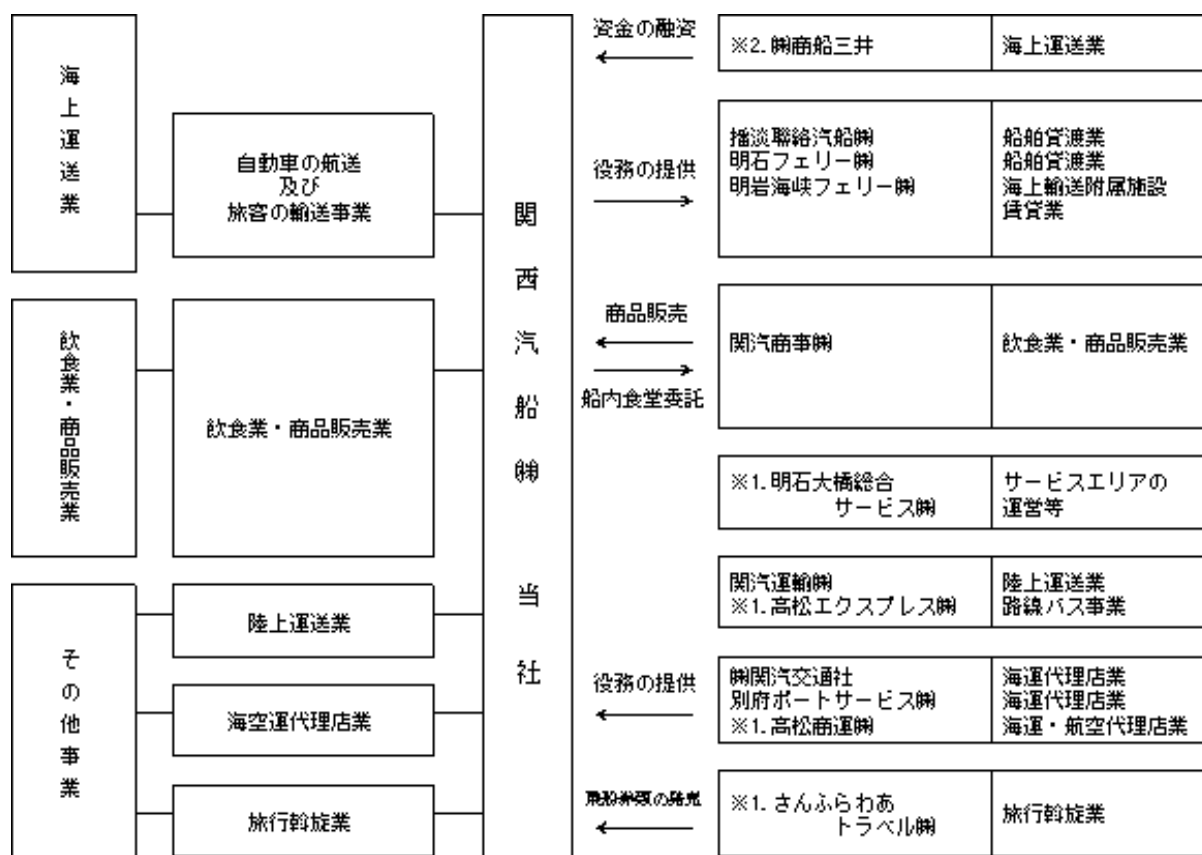 海上運送業
自動車の航送
及び
旅客の輸送事業
飲食業・商品販売業
飲食業・商品販売業
その他事業
陸上運送業
海空運代理店業
旅行斡旋業
関西汽船㈱ 当社
資金の融資
※2.㈱商船三井
海上運送業
役務の提供
播淡聯絡汽船㈱
明石フェリー㈱
明岩海峡フェリー㈱
船舶貸渡業
船舶貸渡業
海上輸送附属施設
賃貸業
商品販売
船内食堂委託
関汽商事㈱
飲食業・商品販売業
※1.明石大橋総合
サービス㈱
サービスエリアの
運営等
関汽運輸㈱
※1.高松エクスプレス㈱
陸上運送業
路線バス事業
役務の提供
㈱関汽交通社
別府ポートサービス㈱
※1.高松商運㈱
海運代理店業
海運代理店業
海運・航空代理店業
乗船券類の発売
※1.さんふらわあ
トラベル㈱
旅行斡旋業